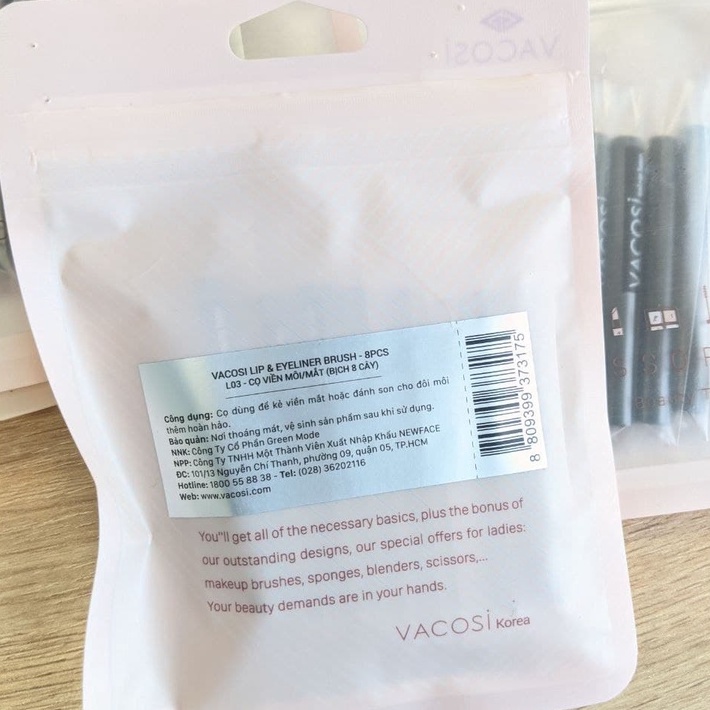 VACOSI
VACOSI LIP & EYELINER BRUSH - 8PCS
L03 - CỌ VIỀN MÔI/MẮT (BỊCH 8 CÂY)
Công dụng: Cọ dùng để kẻ viền mắt hoặc đánh son cho đôi môi
thêm hoàn hảo.
Bảo quản: Nơi thoáng mát, vệ sinh sản phẩm sau khi sử dụng.
NNK: Công Ty Cổ Phần Green Mode
NPP: Công Ty TNHH Một Thành Viên Xuất Nhập Khẩu NEWFACE
ĐC: 101/13 Nguyễn Chí Thanh, phường 09, quận 05, TP.HCM
Hotline: 1800 55 88 38 - Tel: (028) 36202116
Web: www.vacosi.com
8 809399 373175
You"ll get all of the necessary basics, plus the bonus of
our outstanding designs, our special offers for ladies:
makeup brushes, sponges, blenders, scissors,...
Your beauty demands are in your hands.
VACOSI Korea
VACOSI